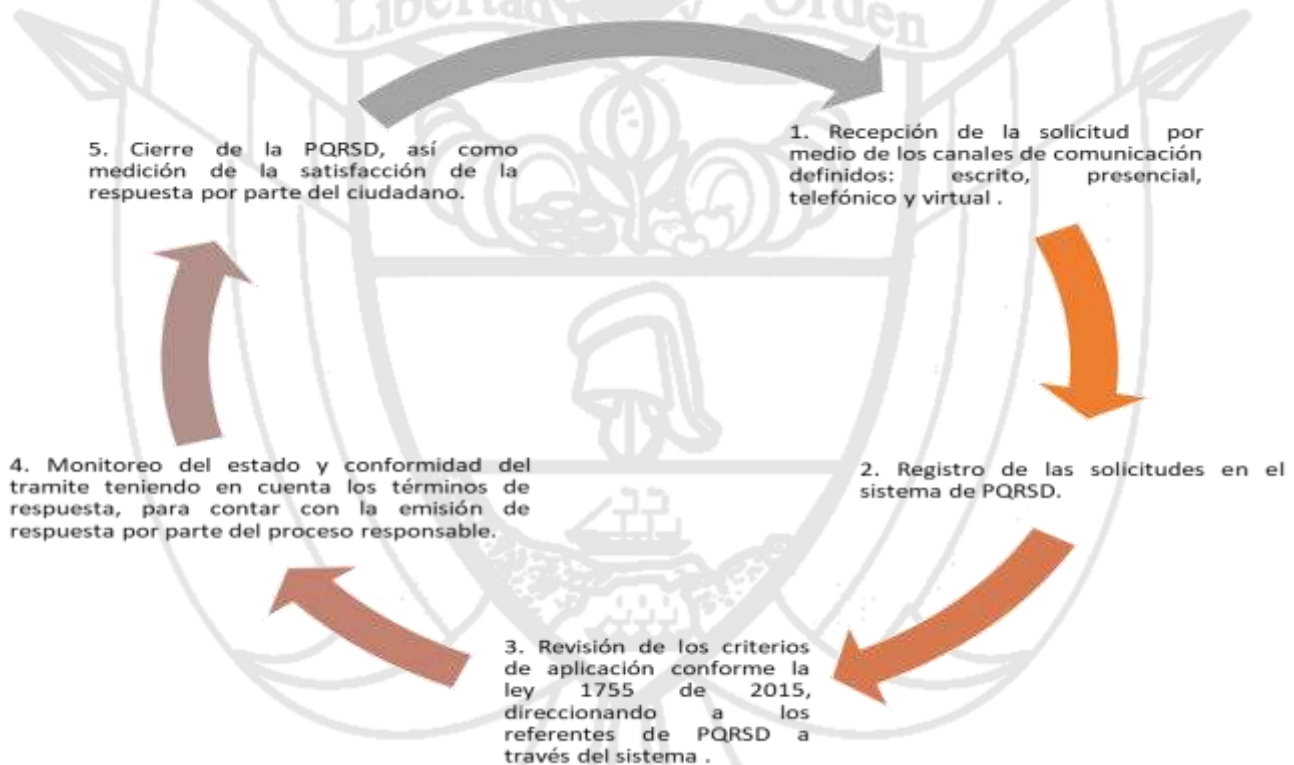 Libertad y Orden
1. Recepción de la solicitud por
medio de los canales de comunicación
definidos: escrito, presencial,
telefónico y virtual .
2. Registro de las solicitudes en el
sistema de PQRSD.
3. Revisión de los criterios
de aplicación conforme la
ley 1755 de 2015,
direccionando a los
referentes de PQRSD a
través del sistema .
4. Monitoreo del estado y conformidad del
tramite teniendo en cuenta los términos de
respuesta, para contar con la emisión de
respuesta por parte del proceso responsable.
5. Cierre de la PQRSD, así como
medición de la satisfacción de la
respuesta por parte del ciudadano.